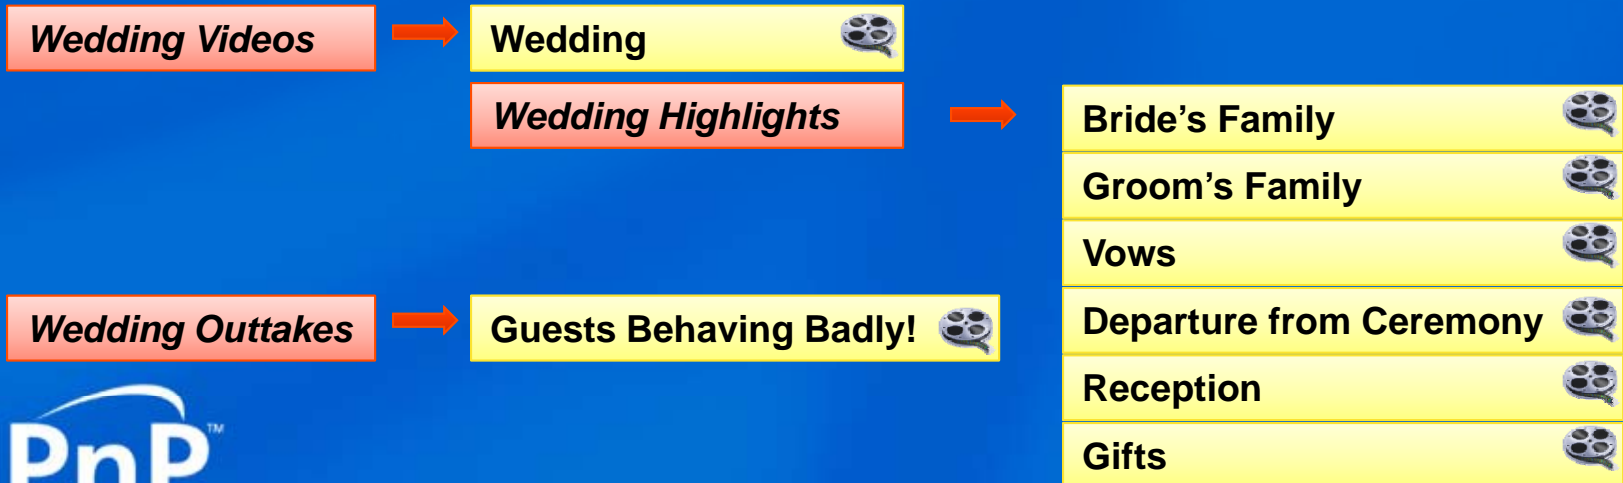 Wedding Videos
Wedding
Wedding Highlights
Bride’s Family
Groom’s Family
Vows
Wedding Outtakes
Guests Behaving Badly!
Departure from Ceremony
Reception
Gifts
PnP™